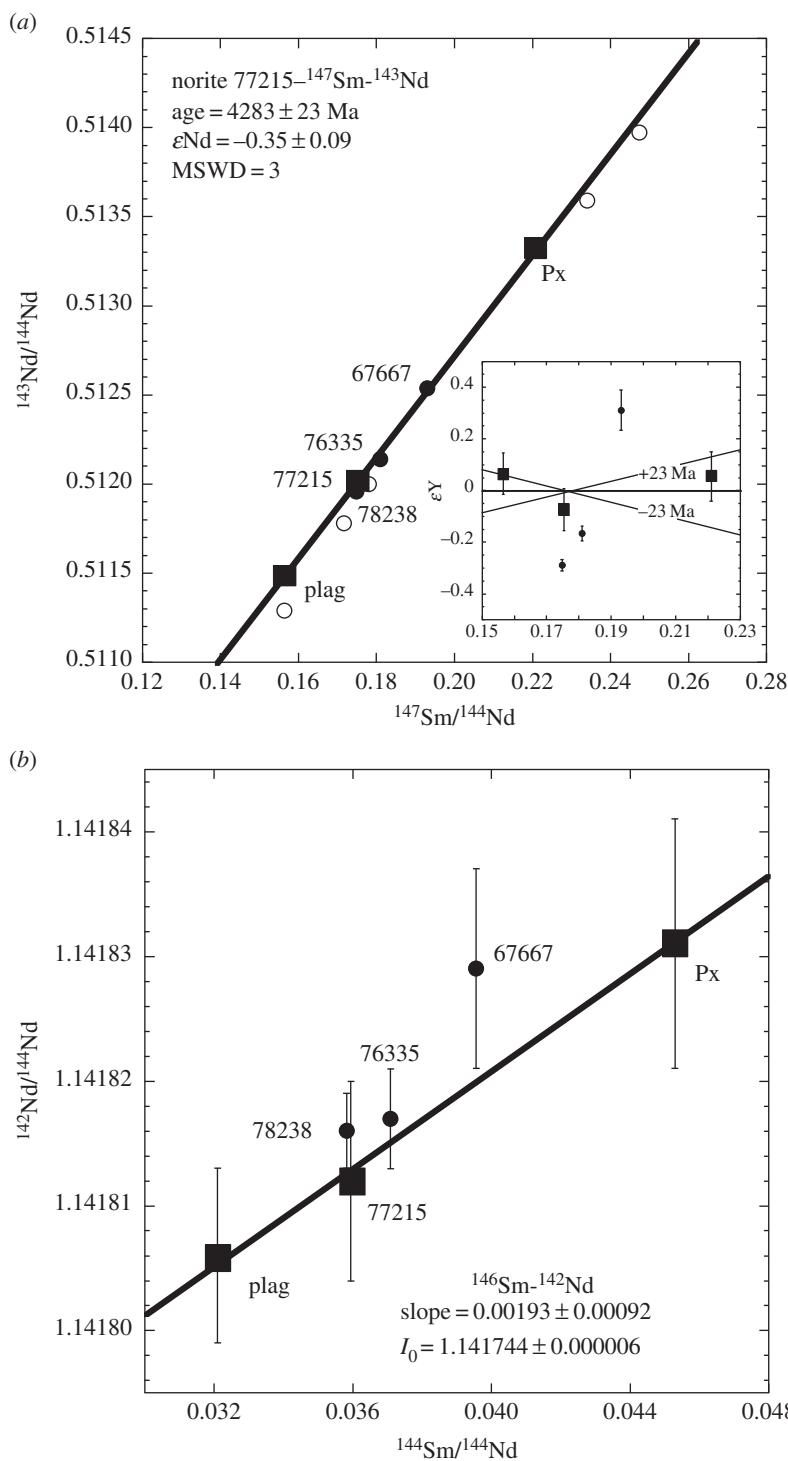 (a)
0.5145
0.5140
0.5135
0.5130
0.5125
0.5120
0.5115
0.5110
¹⁴³Nd/¹⁴⁴Nd
norite 77215–¹⁴⁷Sm-¹⁴³Nd
age = 4283 ± 23 Ma
εNd = –0.35 ± 0.09
MSWD = 3
Px
67667
76335
77215
78238
plag
0.4
0.2
0
–0.2
–0.4
εY
+23 Ma
–23 Ma
0.15 0.17 0.19 0.21 0.23
0.12 0.14 0.16 0.18 0.20 0.22 0.24 0.26 0.28
¹⁴⁷Sm/¹⁴⁴Nd
(b)
1.14184
1.14183
1.14182
1.14181
1.14180
¹⁴²Nd/¹⁴⁴Nd
67667
Px
76335
78238
77215
plag
¹⁴⁶Sm-¹⁴²Nd
slope = 0.00193 ± 0.00092
I₀ = 1.141744 ± 0.000006
0.032 0.036 0.040 0.044 0.048
¹⁴⁴Sm/¹⁴⁴Nd